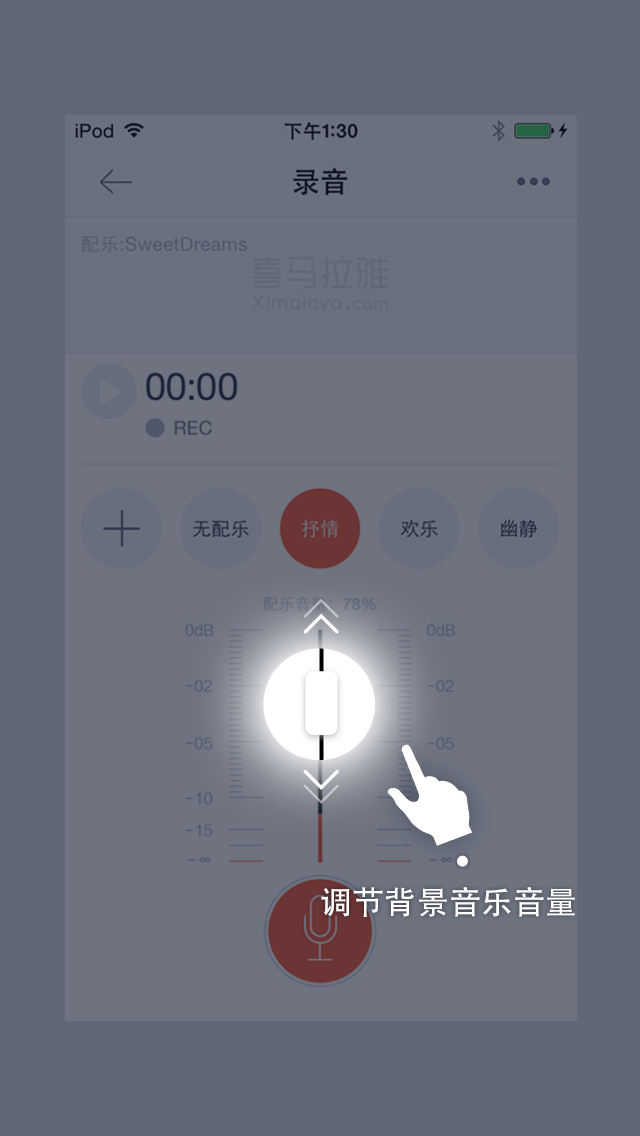 iPod 下午1:30
录音
配乐:SweetDreams
喜马拉雅
Ximalaya.com
00:00
REC
无配乐 抒情 欢乐 幽静
配乐音量: 78%
0dB 0dB
-02 -02
-05 -05
-10
-15
-∞ -∞
调节背景音乐音量